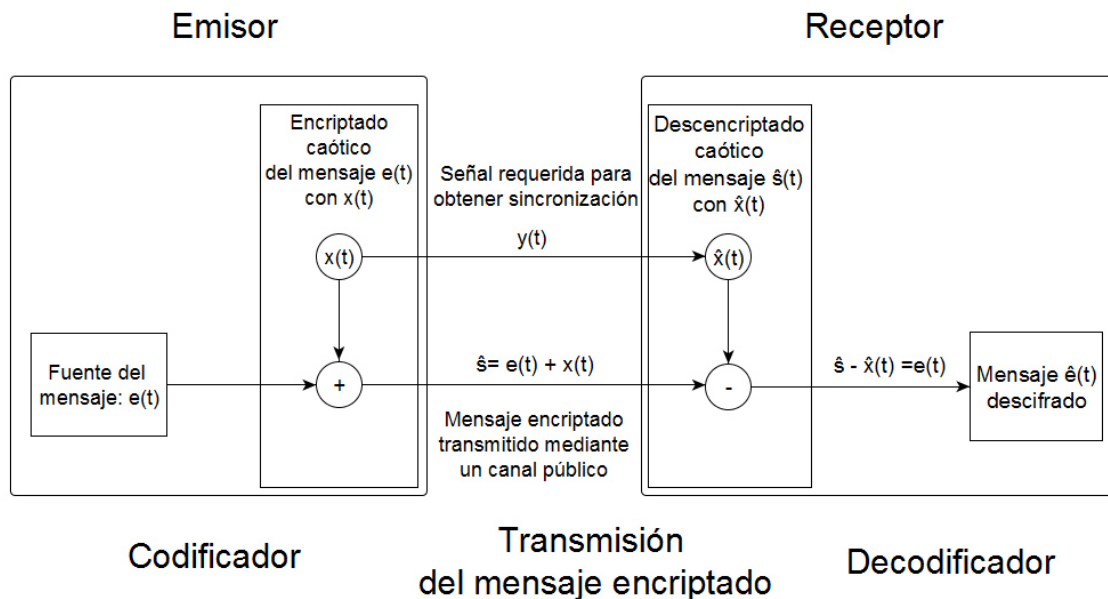 Emisor
Receptor
Encriptado
caótico
del mensaje e(t)
con x(t)
Señal requerida para
obtener sincronización
y(t)
Descencriptado
caótico
del mensaje ŝ(t)
con x̂(t)
x(t)
x̂(t)
Fuente del
mensaje: e(t)
+
ŝ= e(t) + x(t)
-
ŝ - x̂(t) =e(t)
Mensaje ê(t)
descifrado
Mensaje encriptado
transmitido mediante
un canal público
Codificador
Transmisión
del mensaje encriptado
Decodificador